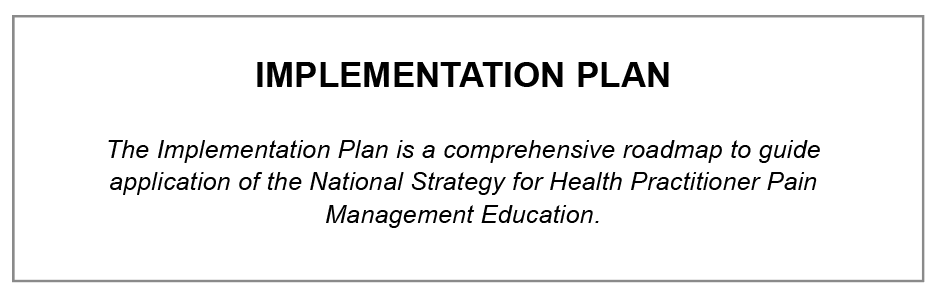 IMPLEMENTATION PLAN
The Implementation Plan is a comprehensive roadmap to guide
application of the National Strategy for Health Practitioner Pain
Management Education.